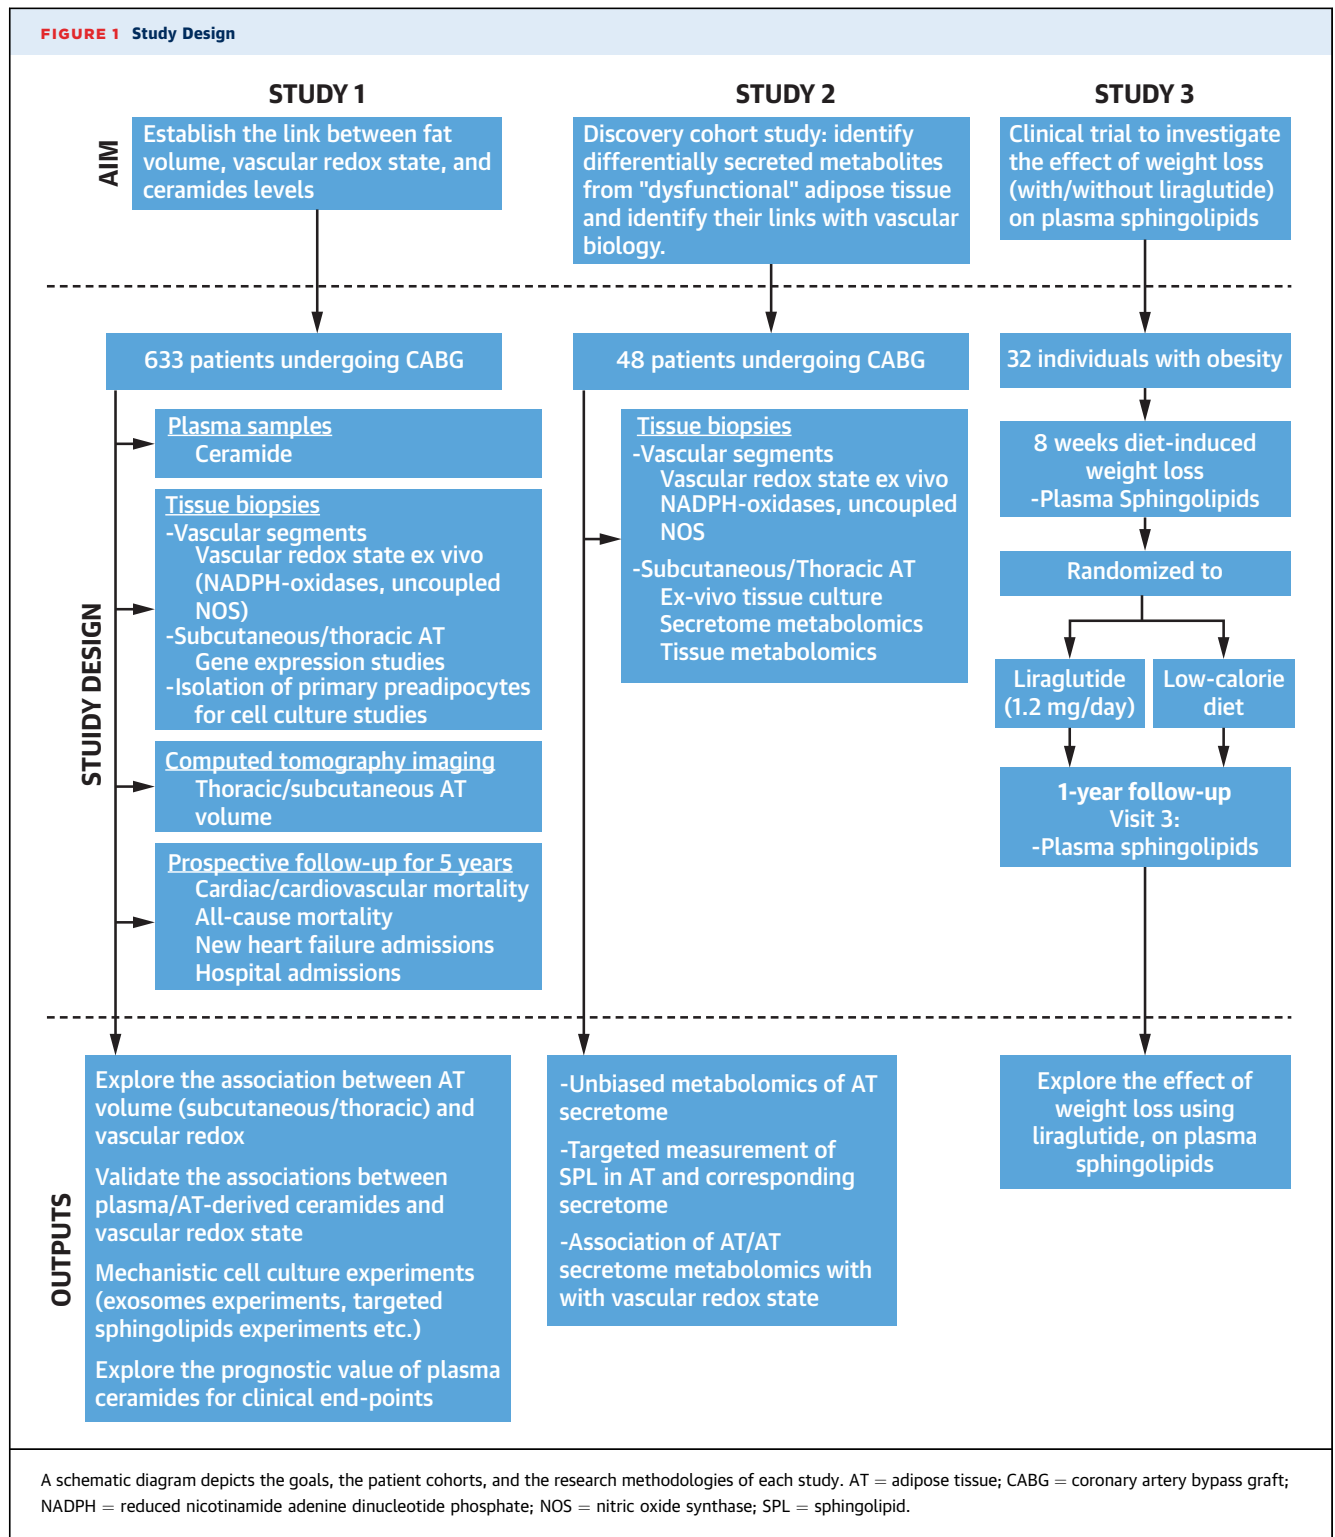 FIGURE 1 Study Design
STUDY 1
AIM
Establish the link between fat
volume, vascular redox state, and
ceramides levels
STUDY 2
Discovery cohort study: identify
differentially secreted metabolites
from "dysfunctional" adipose tissue
and identify their links with vascular
biology.
STUDY 3
Clinical trial to investigate
the effect of weight loss
(with/without liraglutide)
on plasma sphingolipids
STUIDY DESIGN
633 patients undergoing CABG
Plasma samples
Ceramide
Tissue biopsies
-Vascular segments
Vascular redox state ex vivo
(NADPH-oxidases, uncoupled
NOS)
-Subcutaneous/thoracic AT
Gene expression studies
-Isolation of primary preadipocytes
for cell culture studies
Computed tomography imaging
Thoracic/subcutaneous AT
volume
Prospective follow-up for 5 years
Cardiac/cardiovascular mortality
All-cause mortality
New heart failure admissions
Hospital admissions
48 patients undergoing CABG
Tissue biopsies
-Vascular segments
Vascular redox state ex vivo
NADPH-oxidases, uncoupled
NOS
-Subcutaneous/Thoracic AT
Ex-vivo tissue culture
Secretome metabolomics
Tissue metabolomics
32 individuals with obesity
8 weeks diet-induced
weight loss
-Plasma Sphingolipids
Randomized to
Liraglutide
(1.2 mg/day)
Low-calorie
diet
1-year follow-up
Visit 3:
-Plasma sphingolipids
OUTPUTS
Explore the association between AT
volume (subcutaneous/thoracic) and
vascular redox
Validate the associations between
plasma/AT-derived ceramides and
vascular redox state
Mechanistic cell culture experiments
(exosomes experiments, targeted
sphingolipids experiments etc.)
Explore the prognostic value of plasma
ceramides for clinical end-points
-Unbiased metabolomics of AT
secretome
-Targeted measurement of
SPL in AT and corresponding
secretome
-Association of AT/AT
secretome metabolomics with
with vascular redox state
Explore the effect of
weight loss using
liraglutide, on plasma
sphingolipids
A schematic diagram depicts the goals, the patient cohorts, and the research methodologies of each study. AT = adipose tissue; CABG = coronary artery bypass graft;
NADPH = reduced nicotinamide adenine dinucleotide phosphate; NOS = nitric oxide synthase; SPL = sphingolipid.